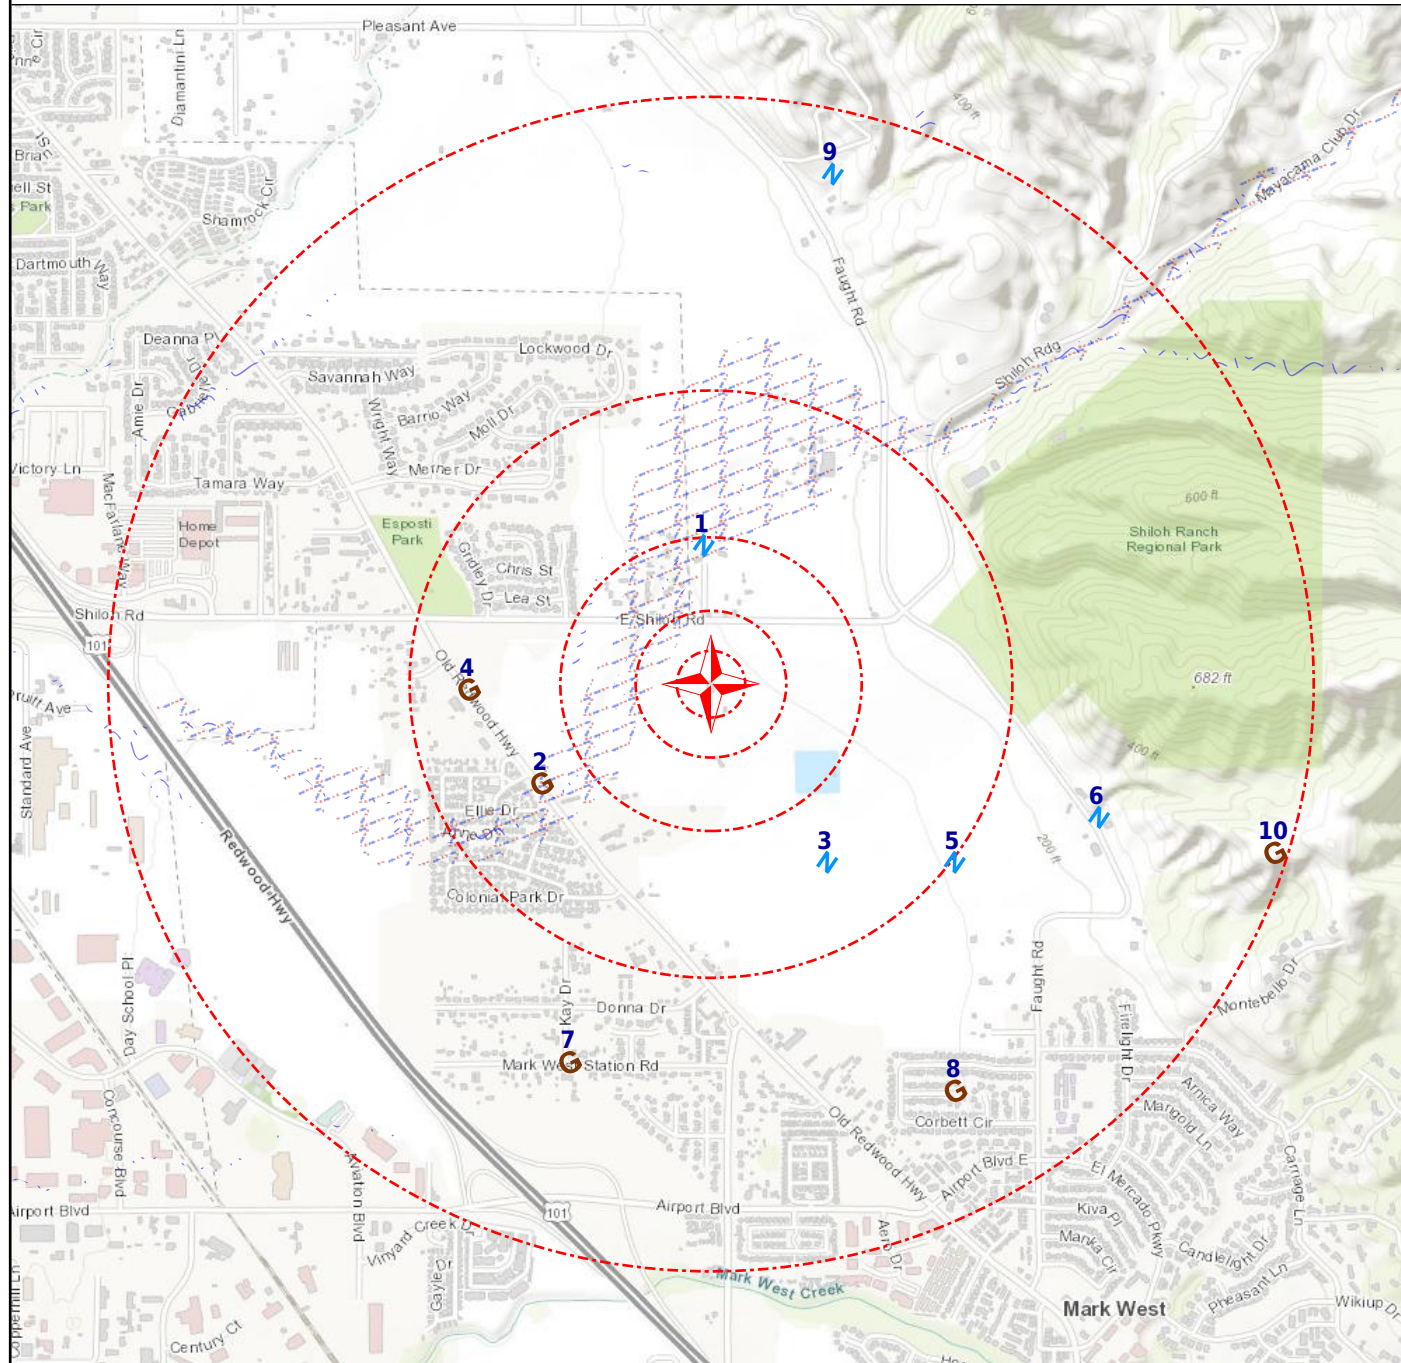 Pleasant Ave
Diamantini Ln
400 ft
Brian
9
N
Mayacama Club Dr
Park
Shamrock Cir
Dartmouth Way
Faught Rd
Deanna Pl
Lockwood Dr
Shiloh Rdg
Savannah Way
Amie Dr
Barrio Way
Wright Way
Moll Dr
Victory Ln
Mether Dr
Tamara Way
MacFarlane Way
600 ft
Home
Depot
Esposti
Park
1
N
Shiloh Ranch
Regional Park
Gridley Dr
Chris St
Lea St
Shiloh Rd
E Shiloh Rd
101
4
G
Old Redwood Hwy
682 ft
Standard Ave
400 ft
2
G
6
N
Ellie Dr
3
N
5
N
200 ft
10
G
Redwood Hwy
Colonial Park Dr
Day School Pl
Kay Dr
Donna Dr
Faught Rd
Montebello Dr
Firelight Dr
7
G
Mark West Station Rd
8
G
Arnica Way
Marigold Ln
Concourse Blvd
Corbett Cir
Old Redwood Hwy
Airport Blvd E
El Mercado Pkwy
Carriage Ln
Aviation Blvd
Airport Blvd
101
Airport Blvd
Kiva Pl
Vinyard Creek Dr
Aero Dr
Manka Cir
Candlelight Dr
Gayle Dr
Mark West Creek
Pheasant Ln
Mark West
Wikiup Dr
Copperhill Ln
Century Ct